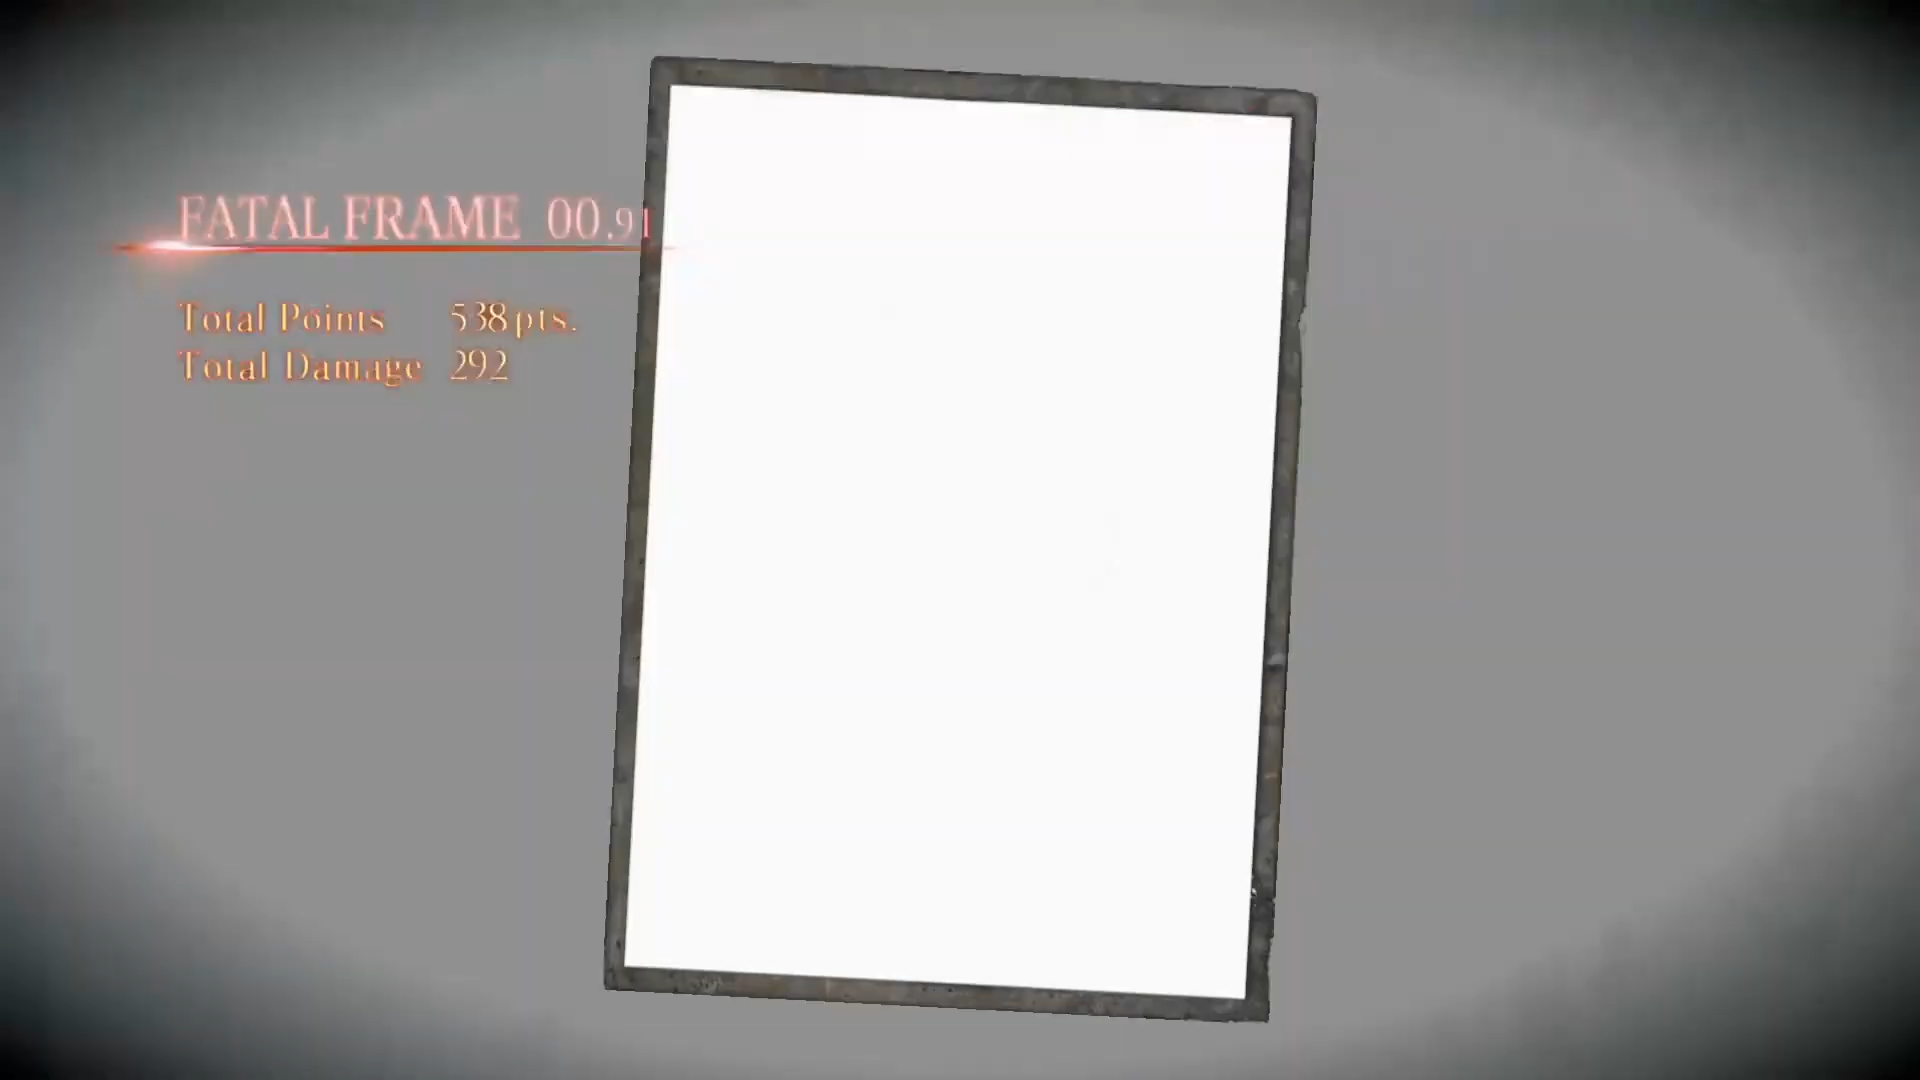 FATAL FRAME 00.91
Total Points 538pts.
Total Damage 292